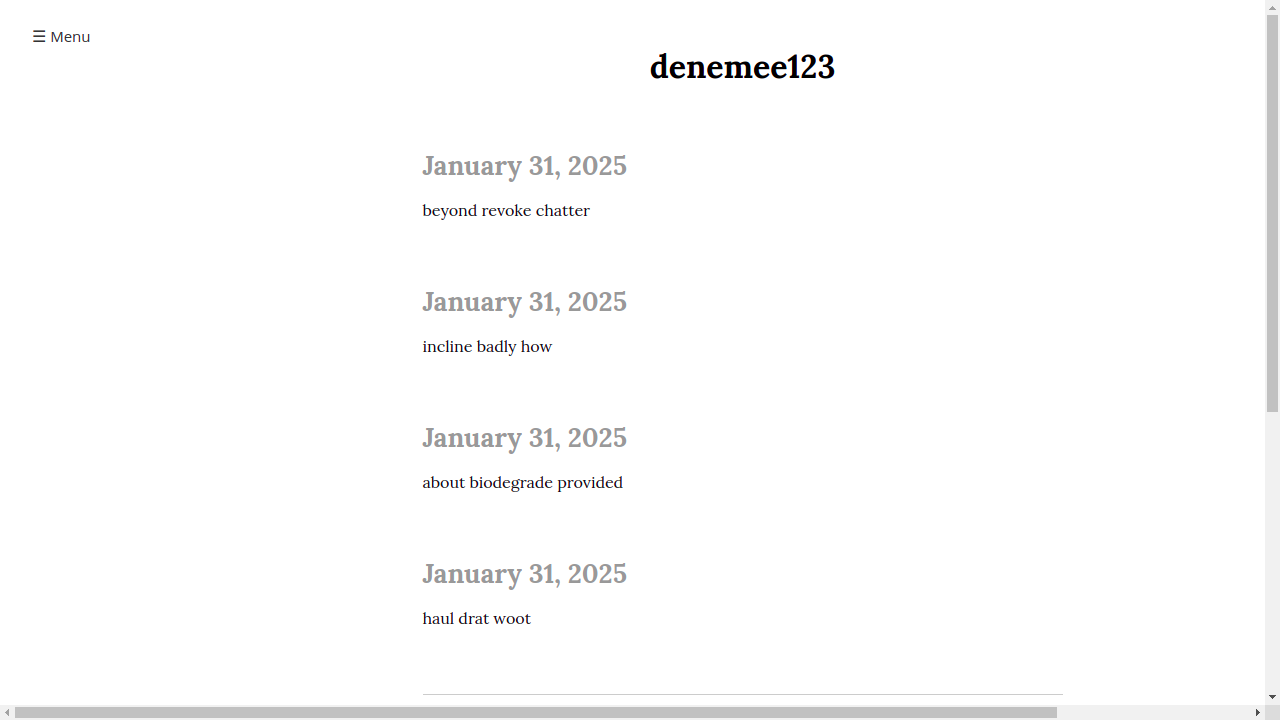 ☰ Menu
denemee123
January 31, 2025
beyond revoke chatter
January 31, 2025
incline badly how
January 31, 2025
about biodegrade provided
January 31, 2025
haul drat woot